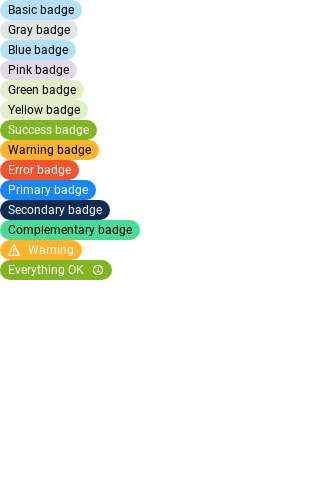 Basic badge
Gray badge
Blue badge
Pink badge
Green badge
Yellow badge
Success badge
Warning badge
Error badge
Primary badge
Secondary badge
Complementary badge
Warning
Everything OK